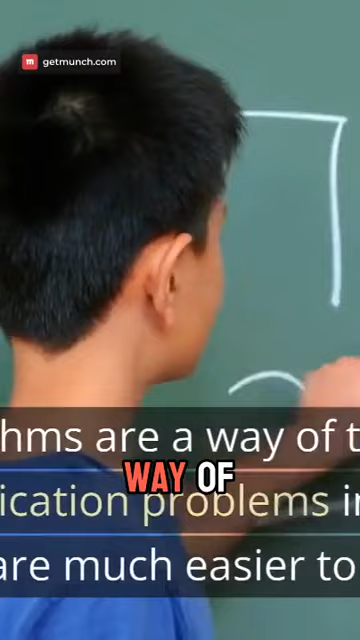 m getmunch.com
hms are a way of t
WAY OF
ication problems in
are much easier to